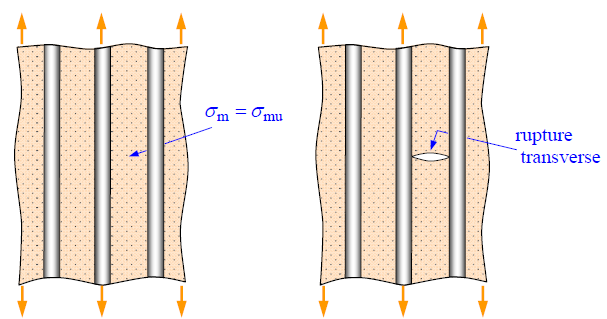 σm = σmu
rupture
transverse